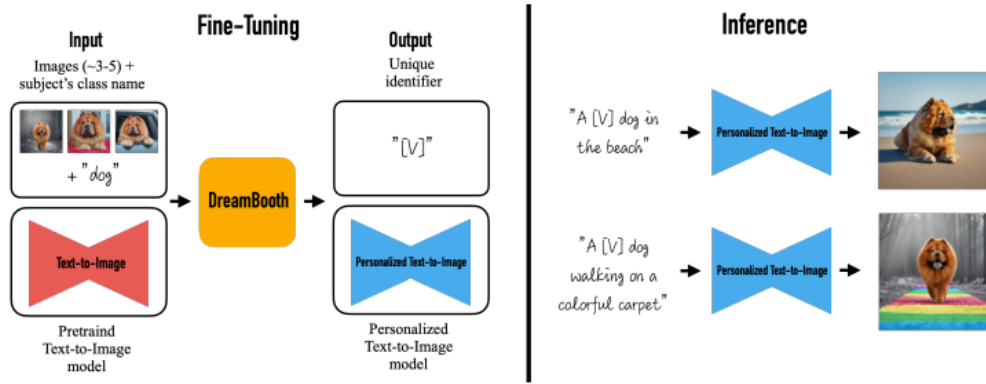 Fine-Tuning
Input
Images (~3-5) +
subject's class name
+ "dog"
Text-to-Image
Pretraind
Text-to-Image
model
DreamBooth
Output
Unique
identifier
"[V]"
Personalized Text-to-Image
Personalized
Text-to-Image
model
Inference
"A [V] dog in
the beach"
Personalized Text-to-Image
"A [V] dog
walking on a
colorful carpet"
Personalized Text-to-Image